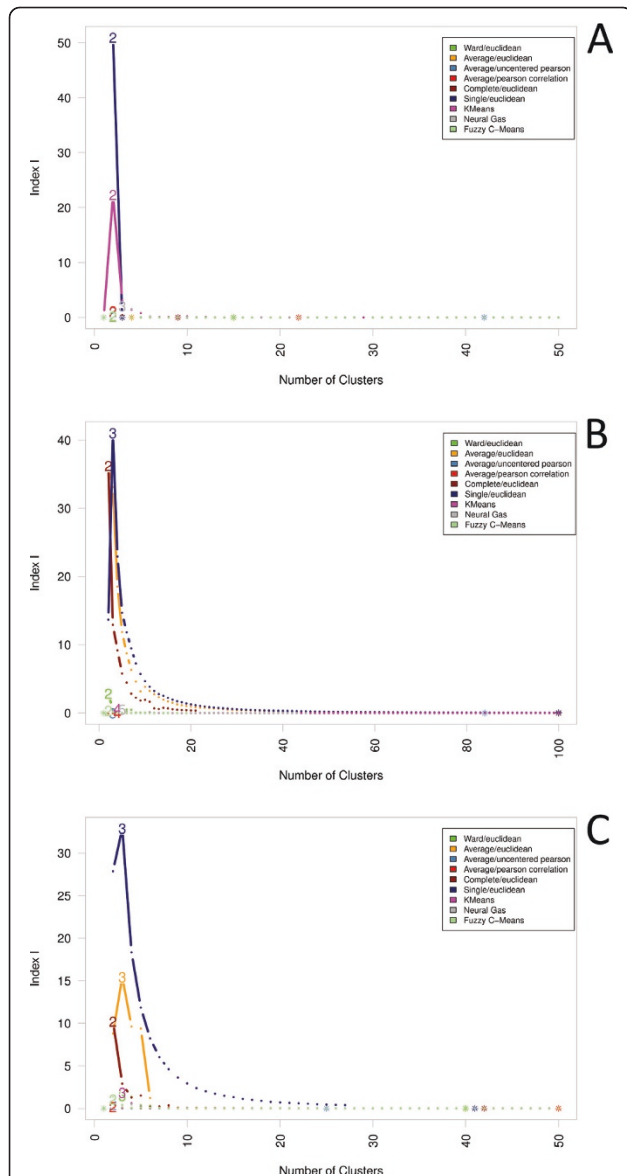 A
50
40
30
20
10
0
Index I
2
2
2
2
Ward/euclidean
Average/euclidean
Average/uncentered pearson
Average/pearson correlation
Complete/euclidean
Single/euclidean
KMeans
Neural Gas
Fuzzy C-Means
0 10 20 30 40 50
Number of Clusters
B
40
30
20
10
0
Index I
3
2
2
Ward/euclidean
Average/euclidean
Average/uncentered pearson
Average/pearson correlation
Complete/euclidean
Single/euclidean
KMeans
Neural Gas
Fuzzy C-Means
0 20 40 60 80 100
Number of Clusters
C
30
25
20
15
10
5
0
Index I
3
3
2
3
2
Ward/euclidean
Average/euclidean
Average/uncentered pearson
Average/pearson correlation
Complete/euclidean
Single/euclidean
KMeans
Neural Gas
Fuzzy C-Means
0 10 20 30 40 50
Number of Clusters